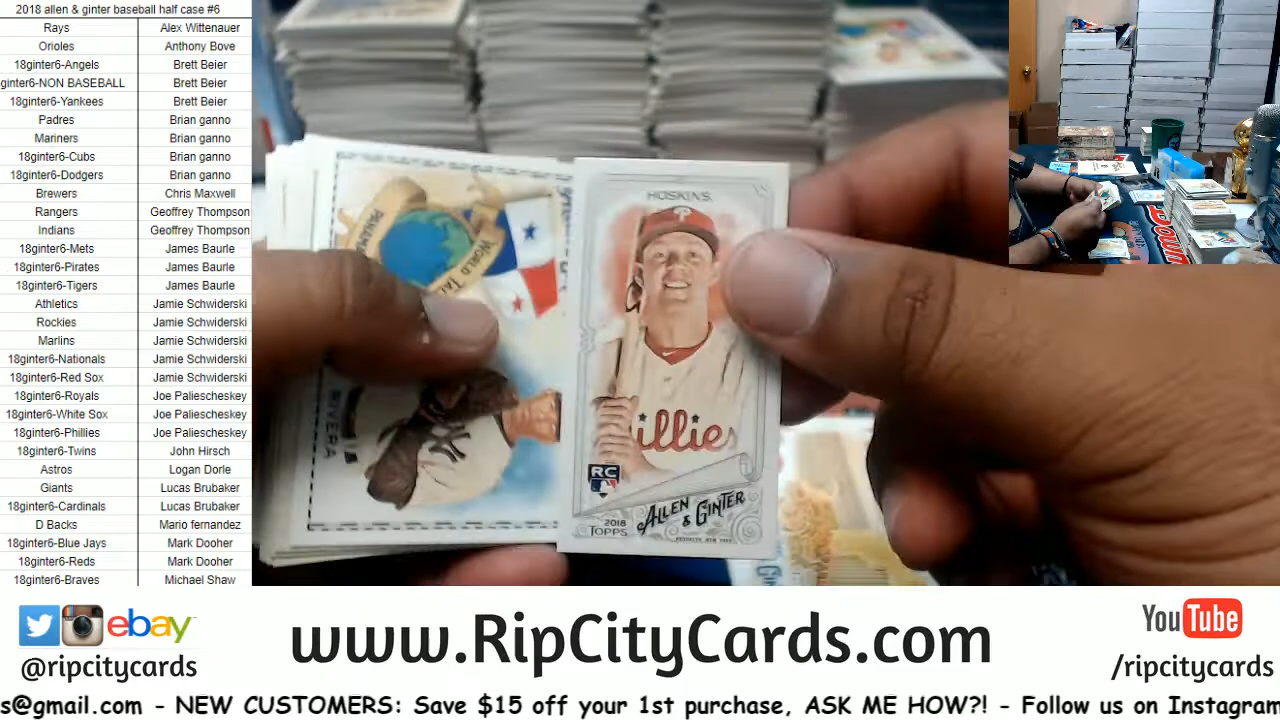 2018 allen & ginter baseball half case #6
Rays Alex Wittenauer
Orioles Anthony Bove
18ginter6-Angels Brett Beier
ginter6-NON BASEBALL Brett Beier
18ginter6-Yankees Brett Beier
Padres Brian ganno
Mariners Brian ganno
18ginter6-Cubs Brian ganno
18ginter6-Dodgers Brian ganno
Brewers Chris Maxwell
Rangers Geoffrey Thompson
Indians Geoffrey Thompson
18ginter6-Mets James Baurle
18ginter6-Pirates James Baurle
18ginter6-Tigers James Baurle
Athletics Jamie Schwiderski
Rockies Jamie Schwiderski
Marlins Jamie Schwiderski
18ginter6-Nationals Jamie Schwiderski
18ginter6-Red Sox Jamie Schwiderski
18ginter6-Royals Joe Paliescheskey
18ginter6-White Sox Joe Paliescheskey
18ginter6-Phillies Joe Paliescheskey
18ginter6-Twins John Hirsch
Astros Logan Dorle
Giants Lucas Brubaker
18ginter6-Cardinals Lucas Brubaker
D Backs Mario fernandez
18ginter6-Blue Jays Mark Dooher
18ginter6-Reds Mark Dooher
18ginter6-Braves Michael Shaw
WORLD
RIVERA
HOSKINS
P
illies
RC
2018
TOPPS
ALLEN
& GINTER
BROOKLYN, NEW YORK
ebay
@ripcitycards
www.RipCityCards.com
YouTube
/ripcitycards
s@gmail.com - NEW CUSTOMERS: Save $15 off your 1st purchase, ASK ME HOW?! - Follow us on Instagram